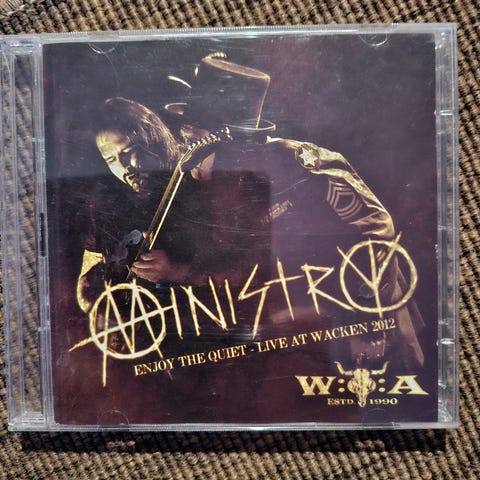 MINISTRY
ENJOY THE QUIET - LIVE AT WACKEN 2012
W:O:A
ESTD. 1990